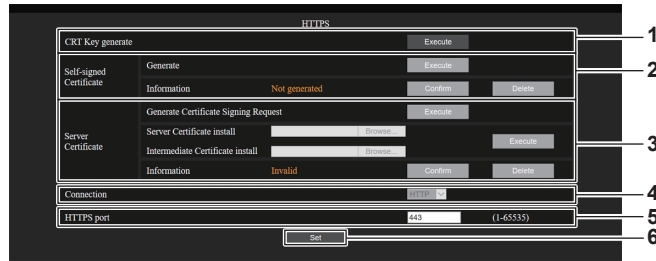 HTTPS
CRT Key generate Execute 1
Self-signed Certificate Generate Execute 2
Information Not generated Confirm Delete
Server Certificate Generate Certificate Signing Request Execute
Server Certificate install Browse... Execute 3
Intermediate Certificate install Browse...
Information Invalid Confirm Delete
Connection HTTP 4
HTTPS port 443 (1-65535) 5
Set 6